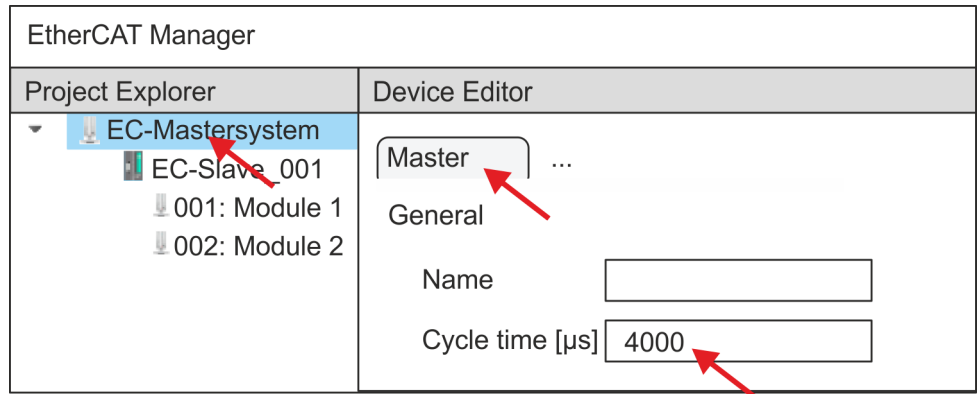 EtherCAT Manager
Project Explorer
EC-Mastersystem
EC-Slave_001
001: Module 1
002: Module 2
Device Editor
Master ...
General
Name
Cycle time [µs] 4000